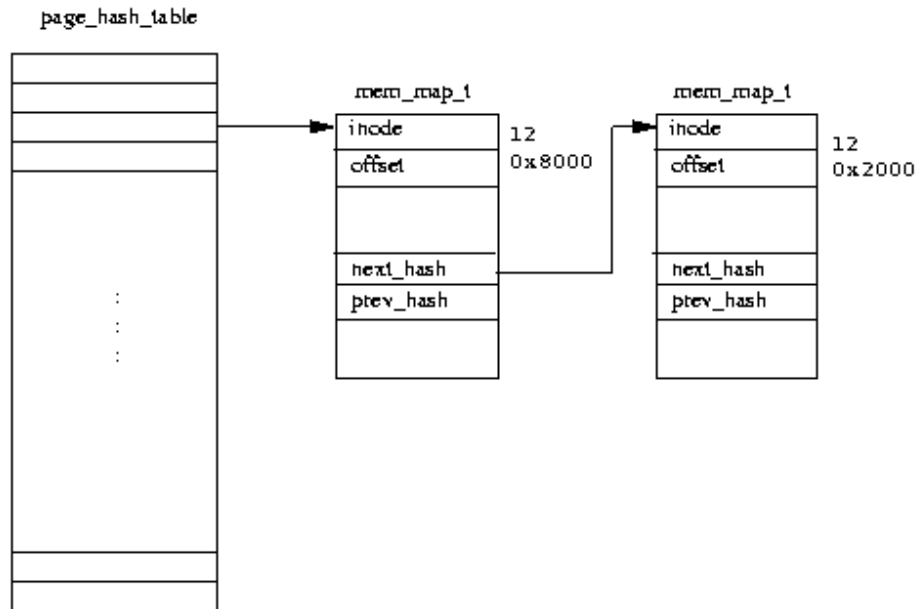 page_hash_table
mem_map_t
mem_map_t
inode
12
inode
12
offset
0x8000
offset
0x2000
next_hash
next_hash
prev_hash
prev_hash
:
:
: